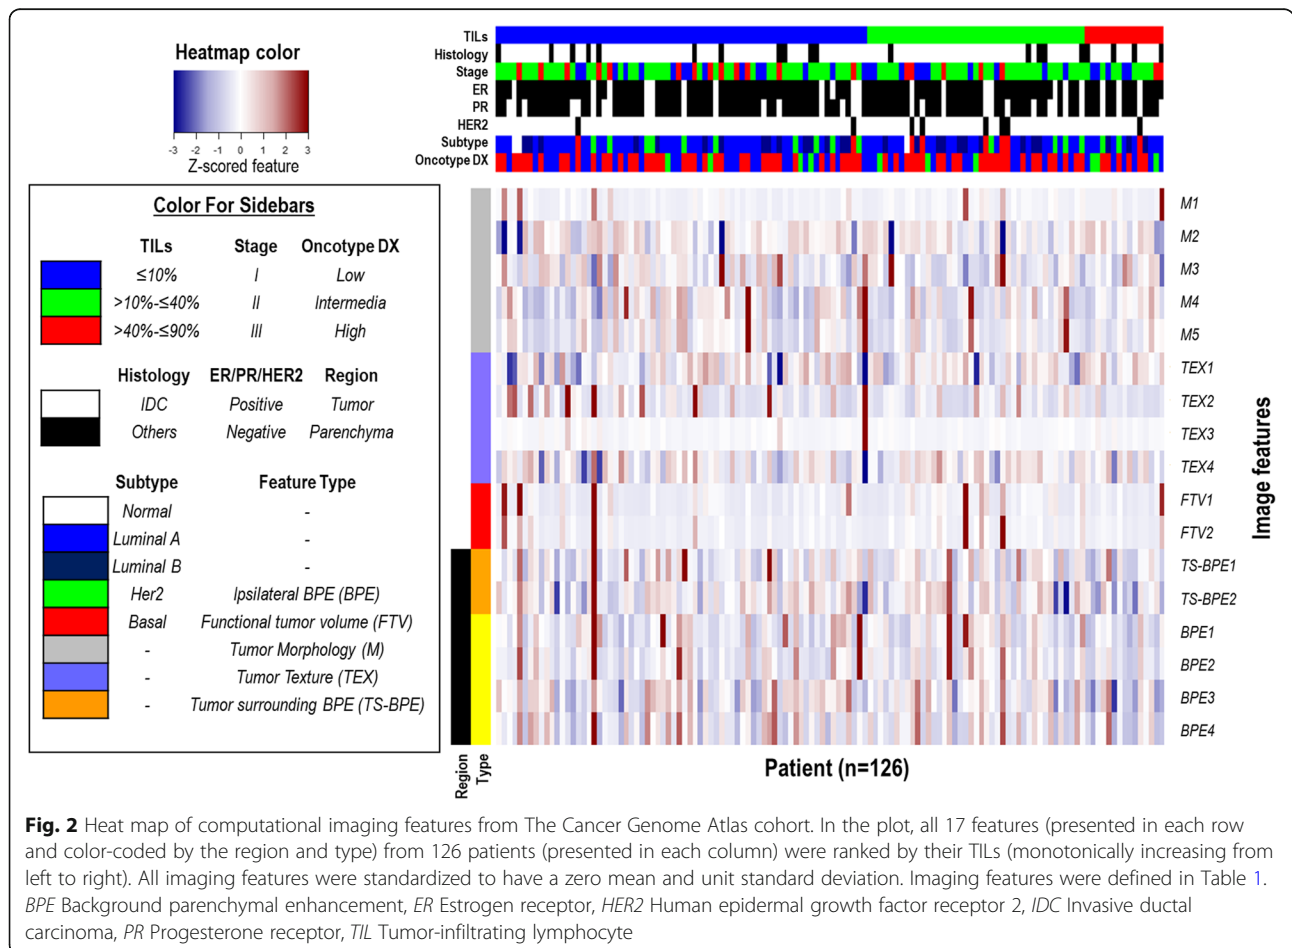 Heatmap color
-3 -2 -1 0 1 2 3
Z-scored feature
TILs
Histology
Stage
ER
PR
HER2
Subtype
Oncotype DX
Color For Sidebars
TILs Stage Oncotype DX
≤10% I Low
>10%-≤40% II Intermedia
>40%-≤90% III High
Histology ER/PR/HER2 Region
IDC Positive Tumor
Others Negative Parenchyma
Subtype Feature Type
Normal -
Luminal A -
Luminal B -
Her2 Ipsilateral BPE (BPE)
Basal Functional tumor volume (FTV)
- Tumor Morphology (M)
- Tumor Texture (TEX)
- Tumor surrounding BPE (TS-BPE)
M1
M2
M3
M4
M5
TEX1
TEX2
TEX3
TEX4
FTV1
FTV2
TS-BPE1
TS-BPE2
BPE1
BPE2
BPE3
BPE4
Image features
Region
Type
Patient (n=126)
Fig. 2 Heat map of computational imaging features from The Cancer Genome Atlas cohort. In the plot, all 17 features (presented in each row
and color-coded by the region and type) from 126 patients (presented in each column) were ranked by their TILs (monotonically increasing from
left to right). All imaging features were standardized to have a zero mean and unit standard deviation. Imaging features were defined in Table 1.
BPE Background parenchymal enhancement, ER Estrogen receptor, HER2 Human epidermal growth factor receptor 2, IDC Invasive ductal
carcinoma, PR Progesterone receptor, TIL Tumor-infiltrating lymphocyte